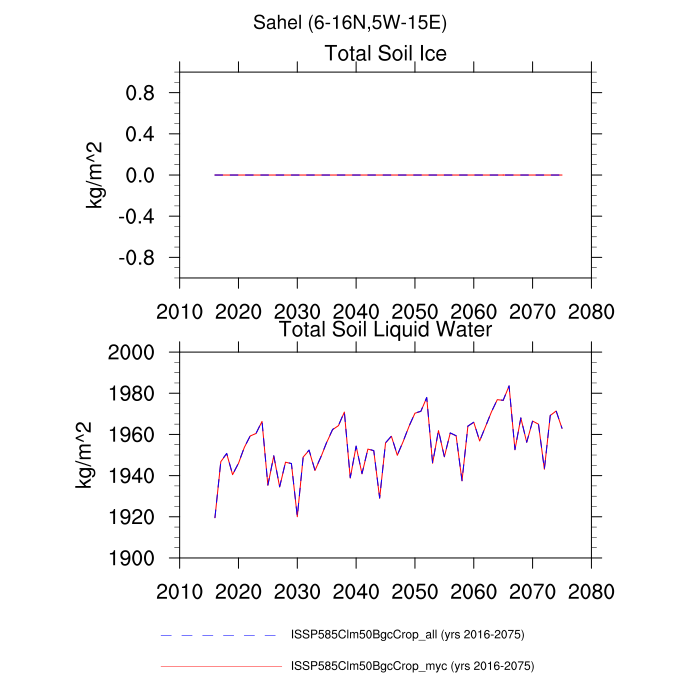 Sahel (6-16N,5W-15E)
Total Soil Ice
kg/m^2
0.8
0.4
0.0
-0.4
-0.8
2010 2020 2030 2040 2050 2060 2070 2080
Total Soil Liquid Water
kg/m^2
2000
1980
1960
1940
1920
1900
2010 2020 2030 2040 2050 2060 2070 2080
ISSP585Clm50BgcCrop_all (yrs 2016-2075)
ISSP585Clm50BgcCrop_myc (yrs 2016-2075)